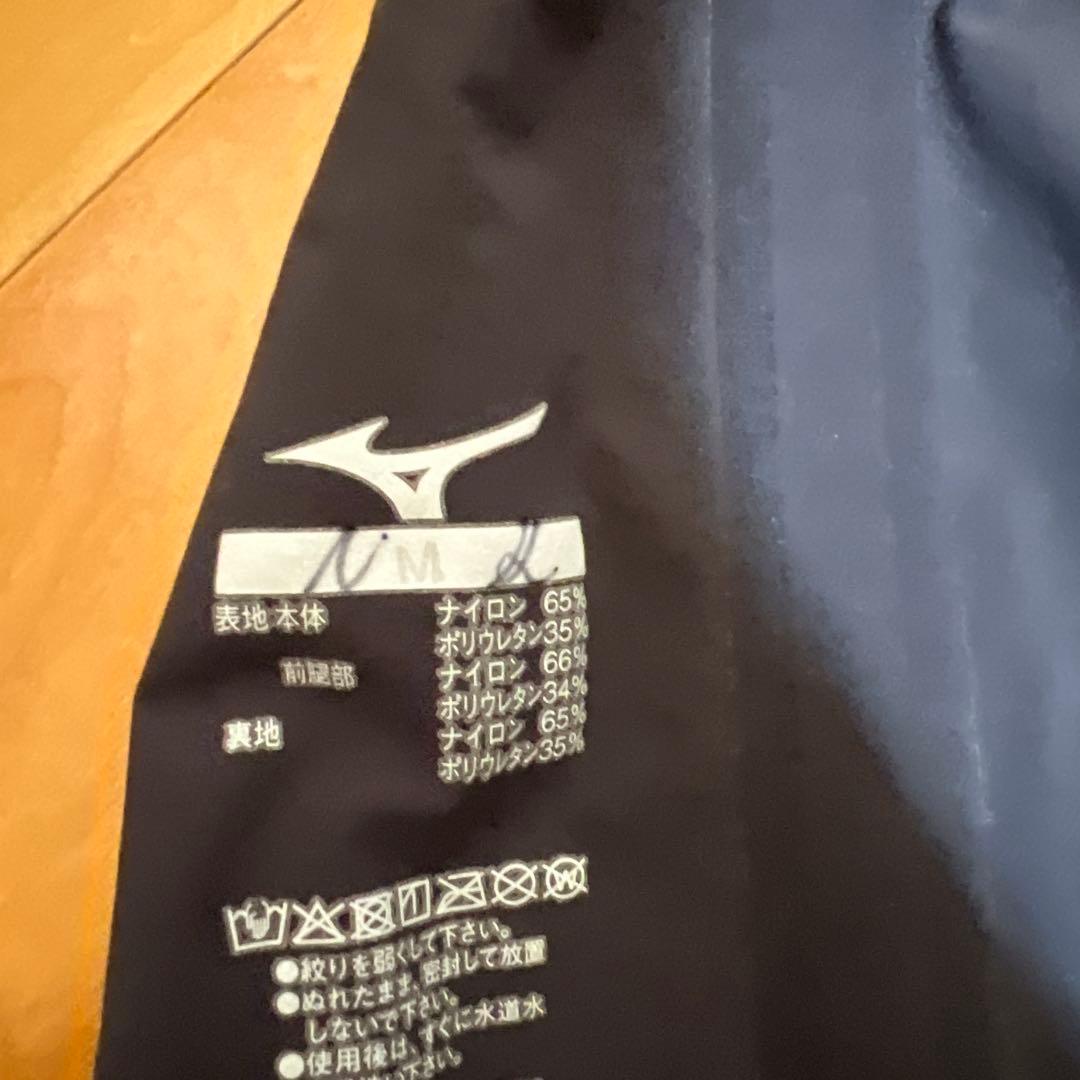 M
表地 本体 ナイロン 65%
ポリウレタン35%
前腿部 ナイロン 66%
ポリウレタン34%
裏地 ナイロン 65%
ポリウレタン35%
●絞りを弱くして下さい。
●ぬれたまま、密封して放置
しないで下さい。
●使用後は、すぐに水道水
下さい。